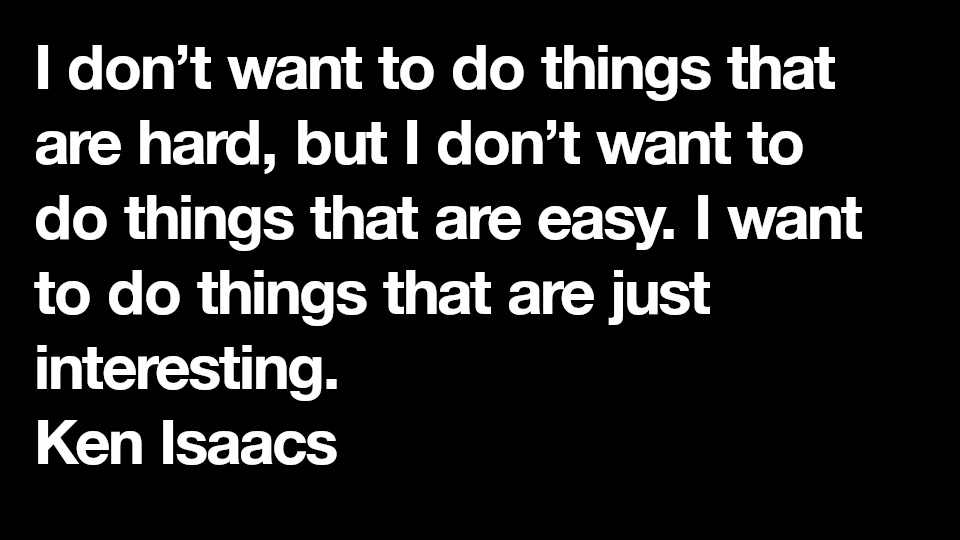 I don’t want to do things that
are hard, but I don’t want to
do things that are easy. I want
to do things that are just
interesting.
Ken Isaacs